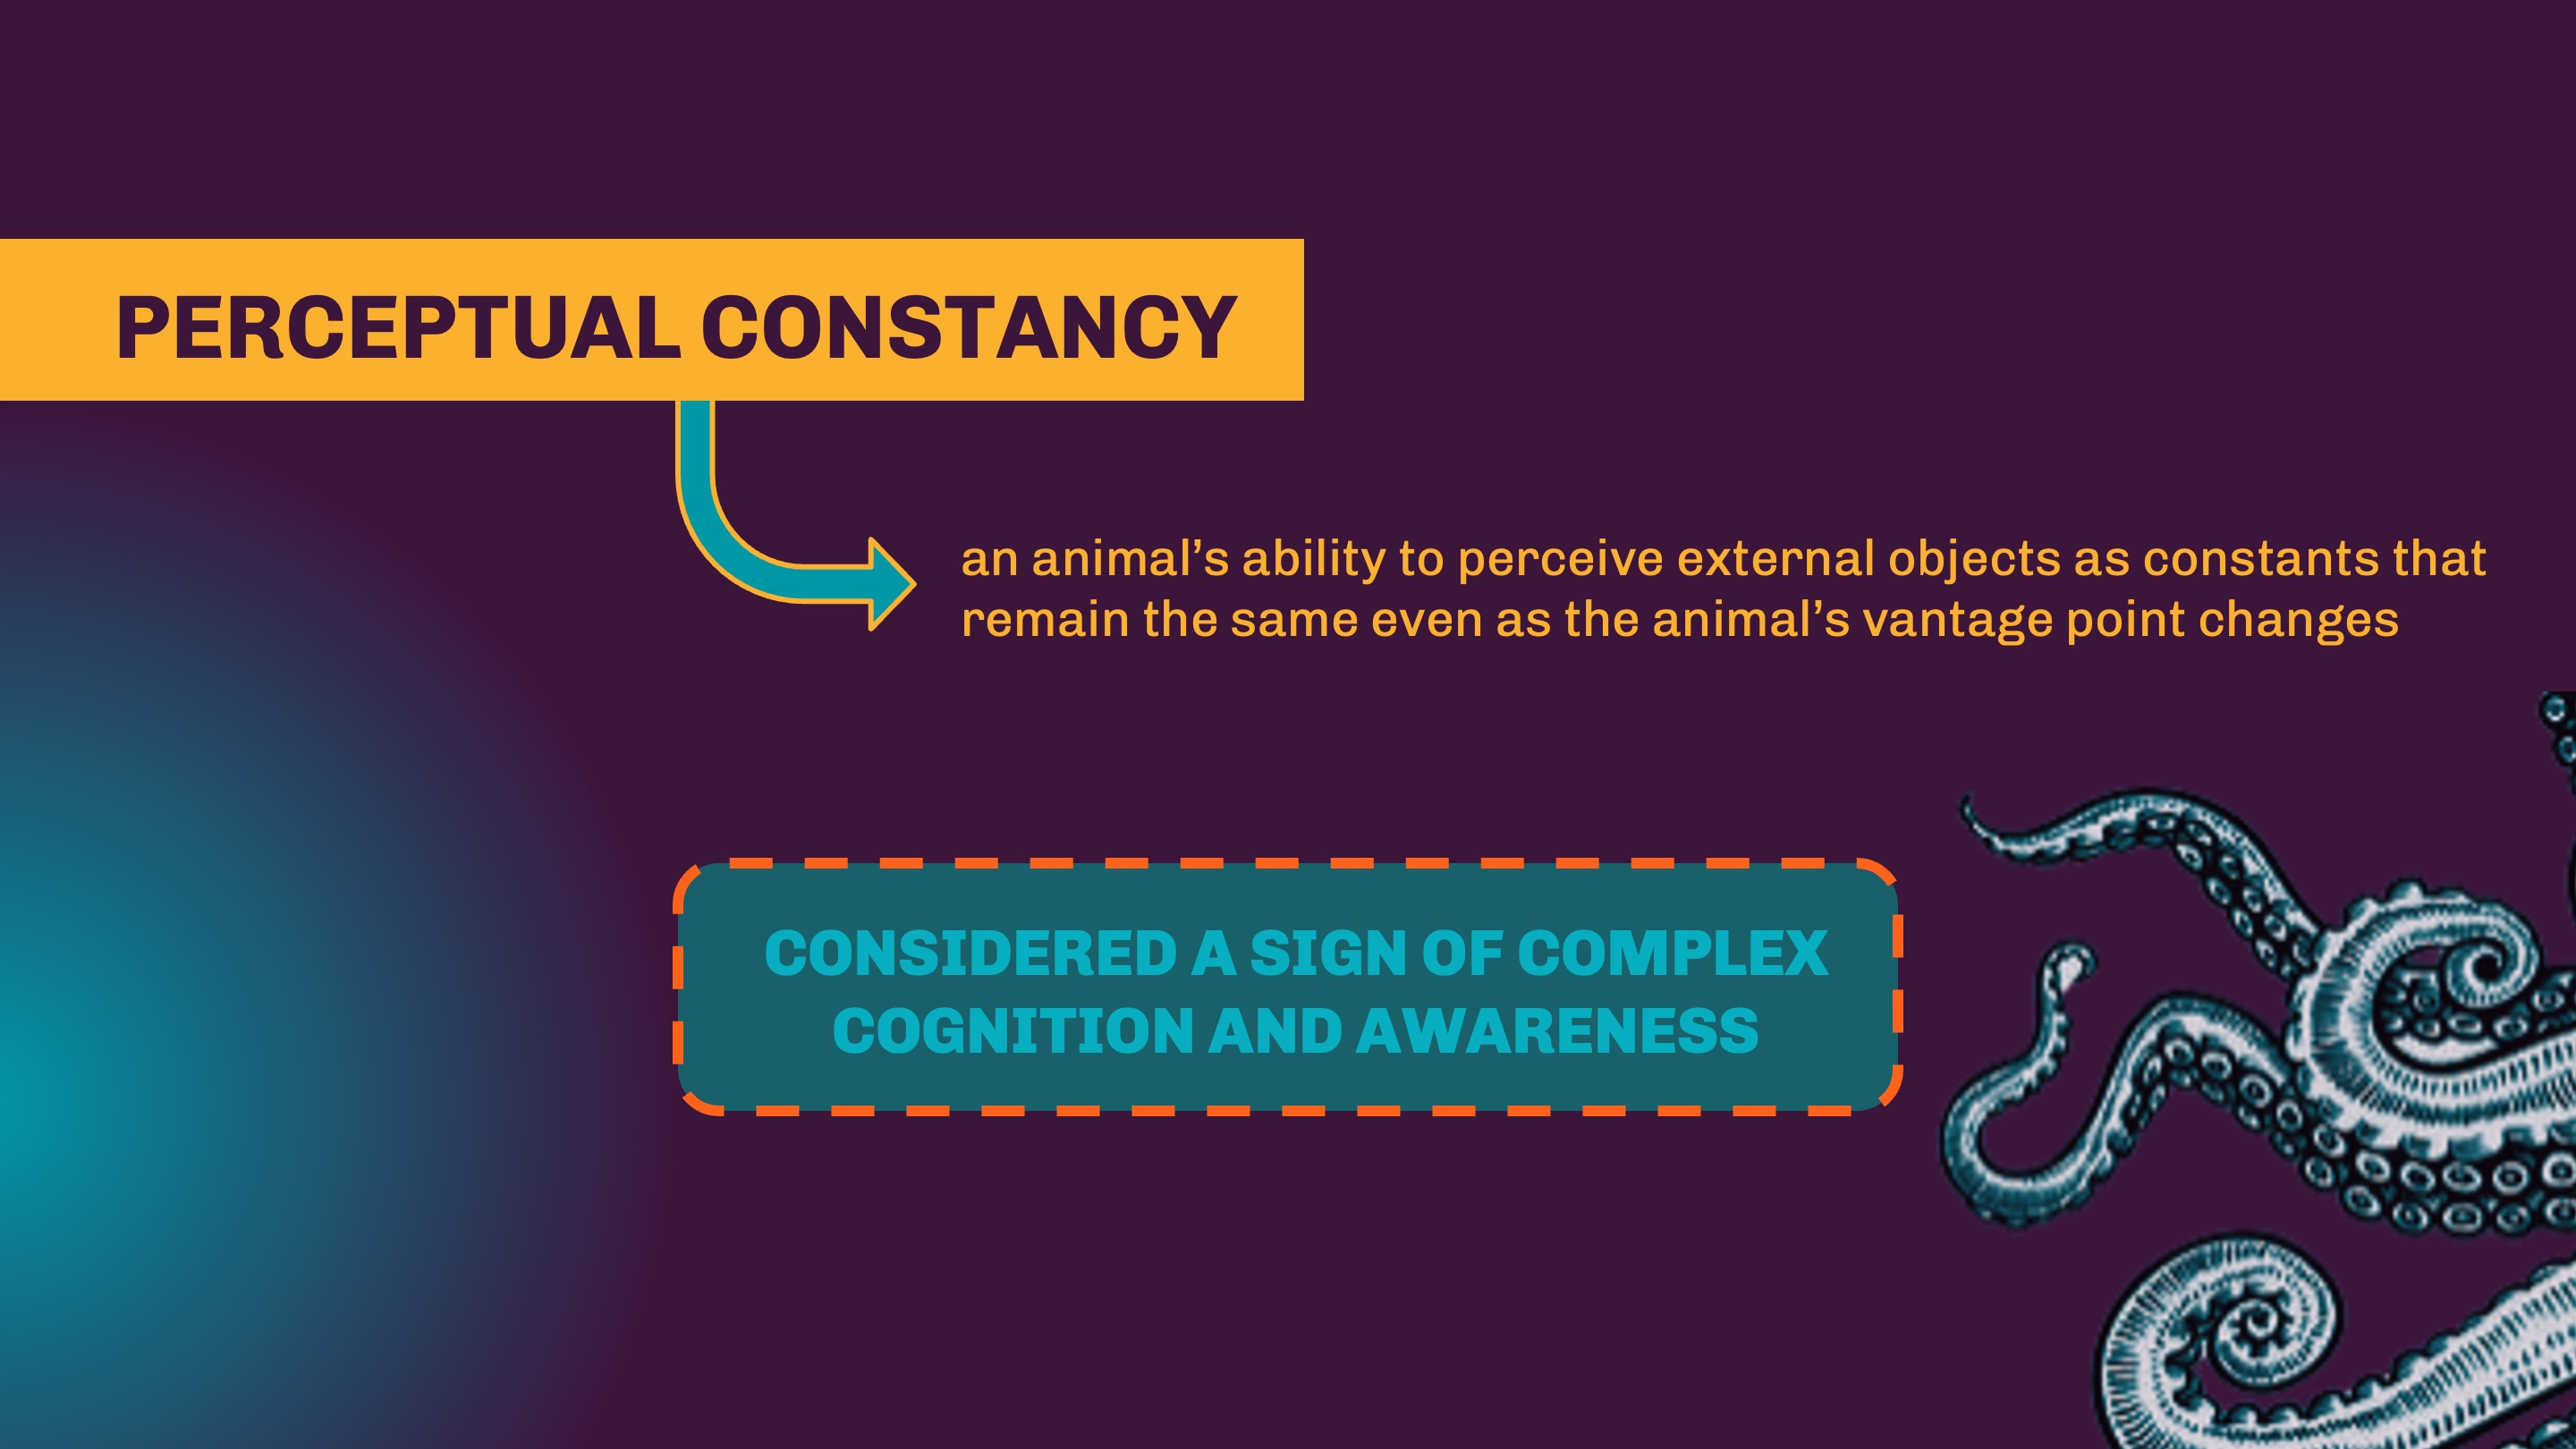 PERCEPTUAL CONSTANCY
an animal’s ability to perceive external objects as constants that
remain the same even as the animal’s vantage point changes
CONSIDERED A SIGN OF COMPLEX
COGNITION AND AWARENESS